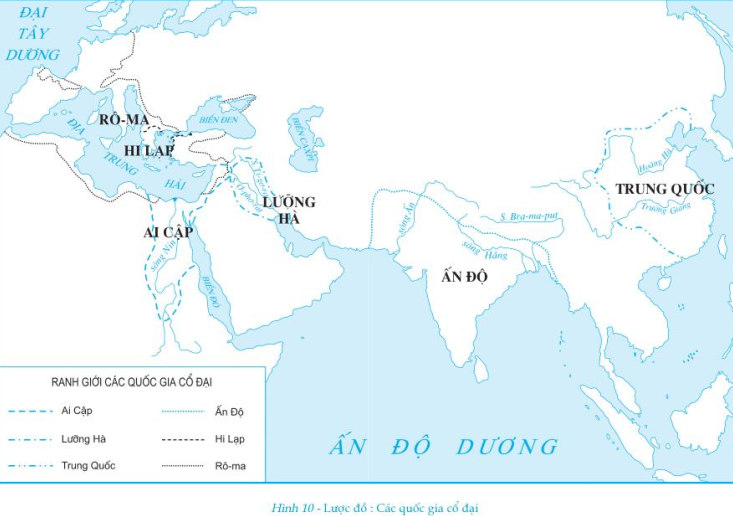 ĐẠI
TÂY
DƯƠNG
RÔ-MA
BIỂN ĐEN
BIỂN CAXPI
ĐỊA
TRUNG
HẢI
HI LẠP
LƯỠNG
HÀ
AI CẬP
sông Nin
BIỂN ĐỎ
sông Ấn
S. Bra-ma-put
sông Hằng
ẤN ĐỘ
Hoàng Hà
TRUNG QUỐC
Trường Giang
RANH GIỚI CÁC QUỐC GIA CỔ ĐẠI
Ai Cập
Ấn Độ
Lưỡng Hà
Hi Lạp
Trung Quốc
Rô-ma
ẤN ĐỘ DƯƠNG
Hình 10 - Lược đồ : Các quốc gia cổ đại